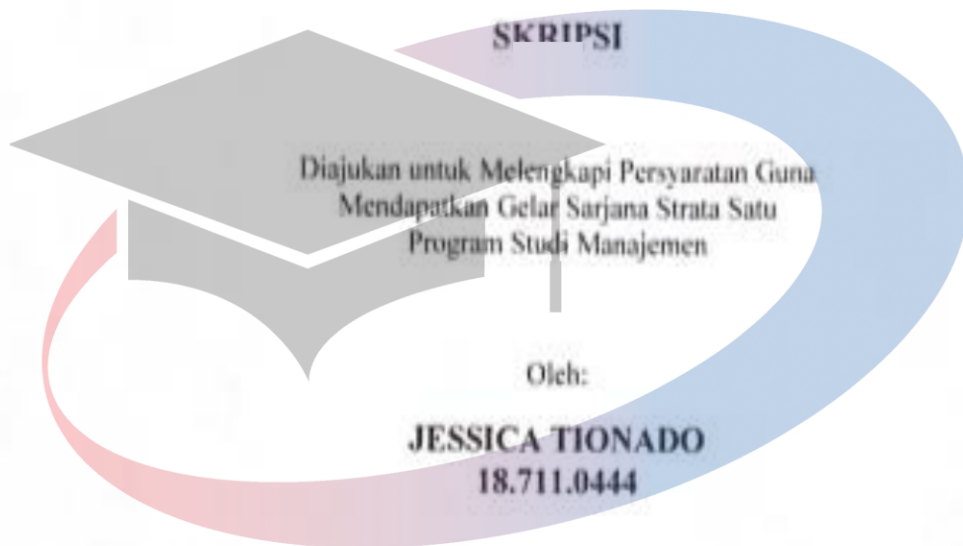 SKRIPSI
Diajukan untuk Melengkapi Persyaratan Guna
Mendapatkan Gelar Sarjana Strata Satu
Program Studi Manajemen
Oleh:
JESSICA TIONADO
18.711.0444